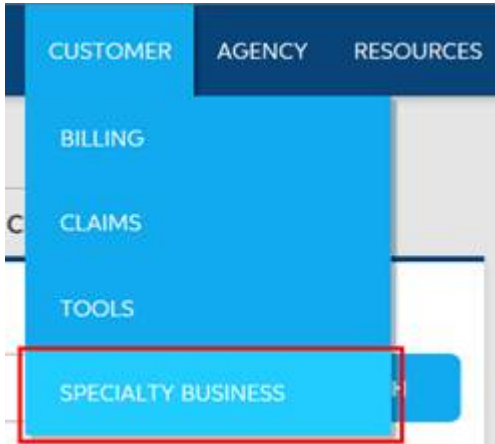 CUSTOMER AGENCY RESOURCES
BILLING
C
CLAIMS
TOOLS
SPECIALTY BUSINESS
H